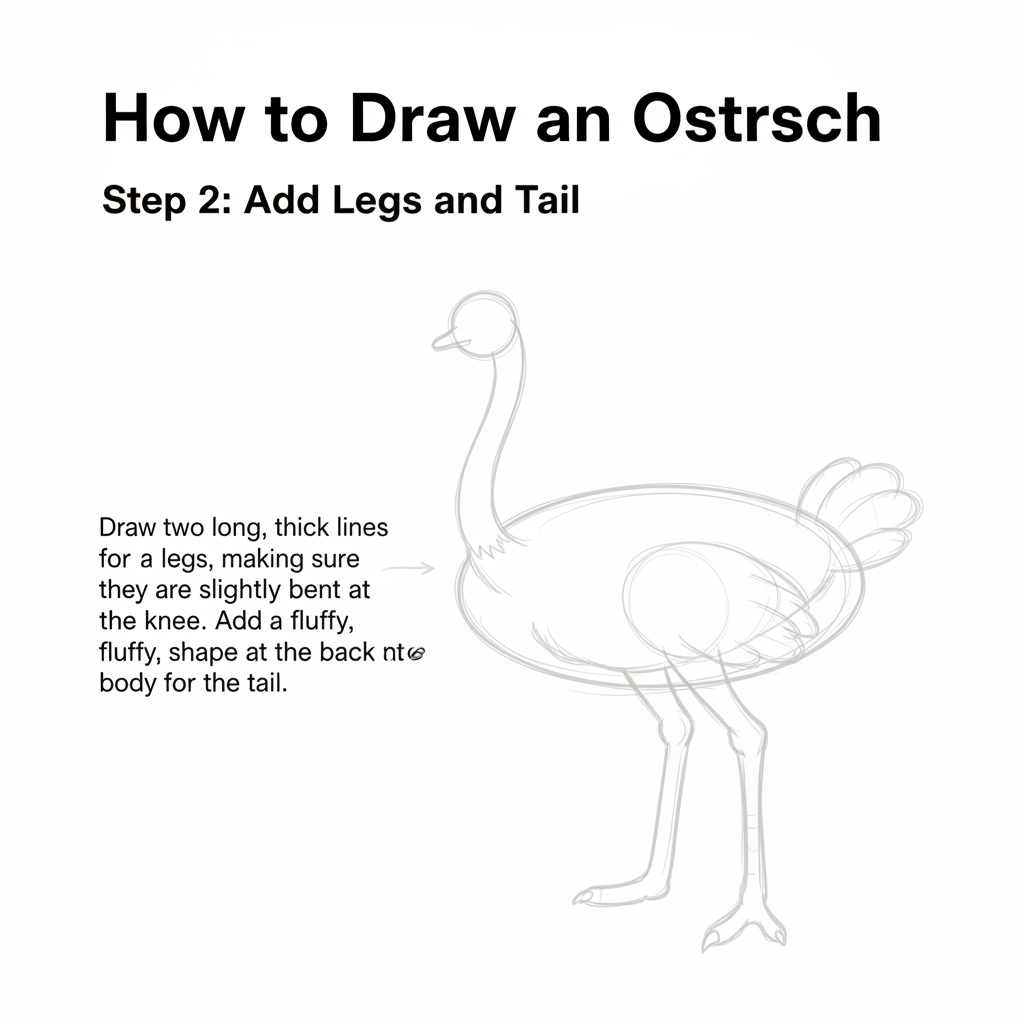 How to Draw an Ostrsch
Step 2: Add Legs and Tail
Draw two long, thick lines
for a legs, making sure
they are slightly bent at
the knee. Add a fluffy,
fluffy, shape at the back
body for the tail.